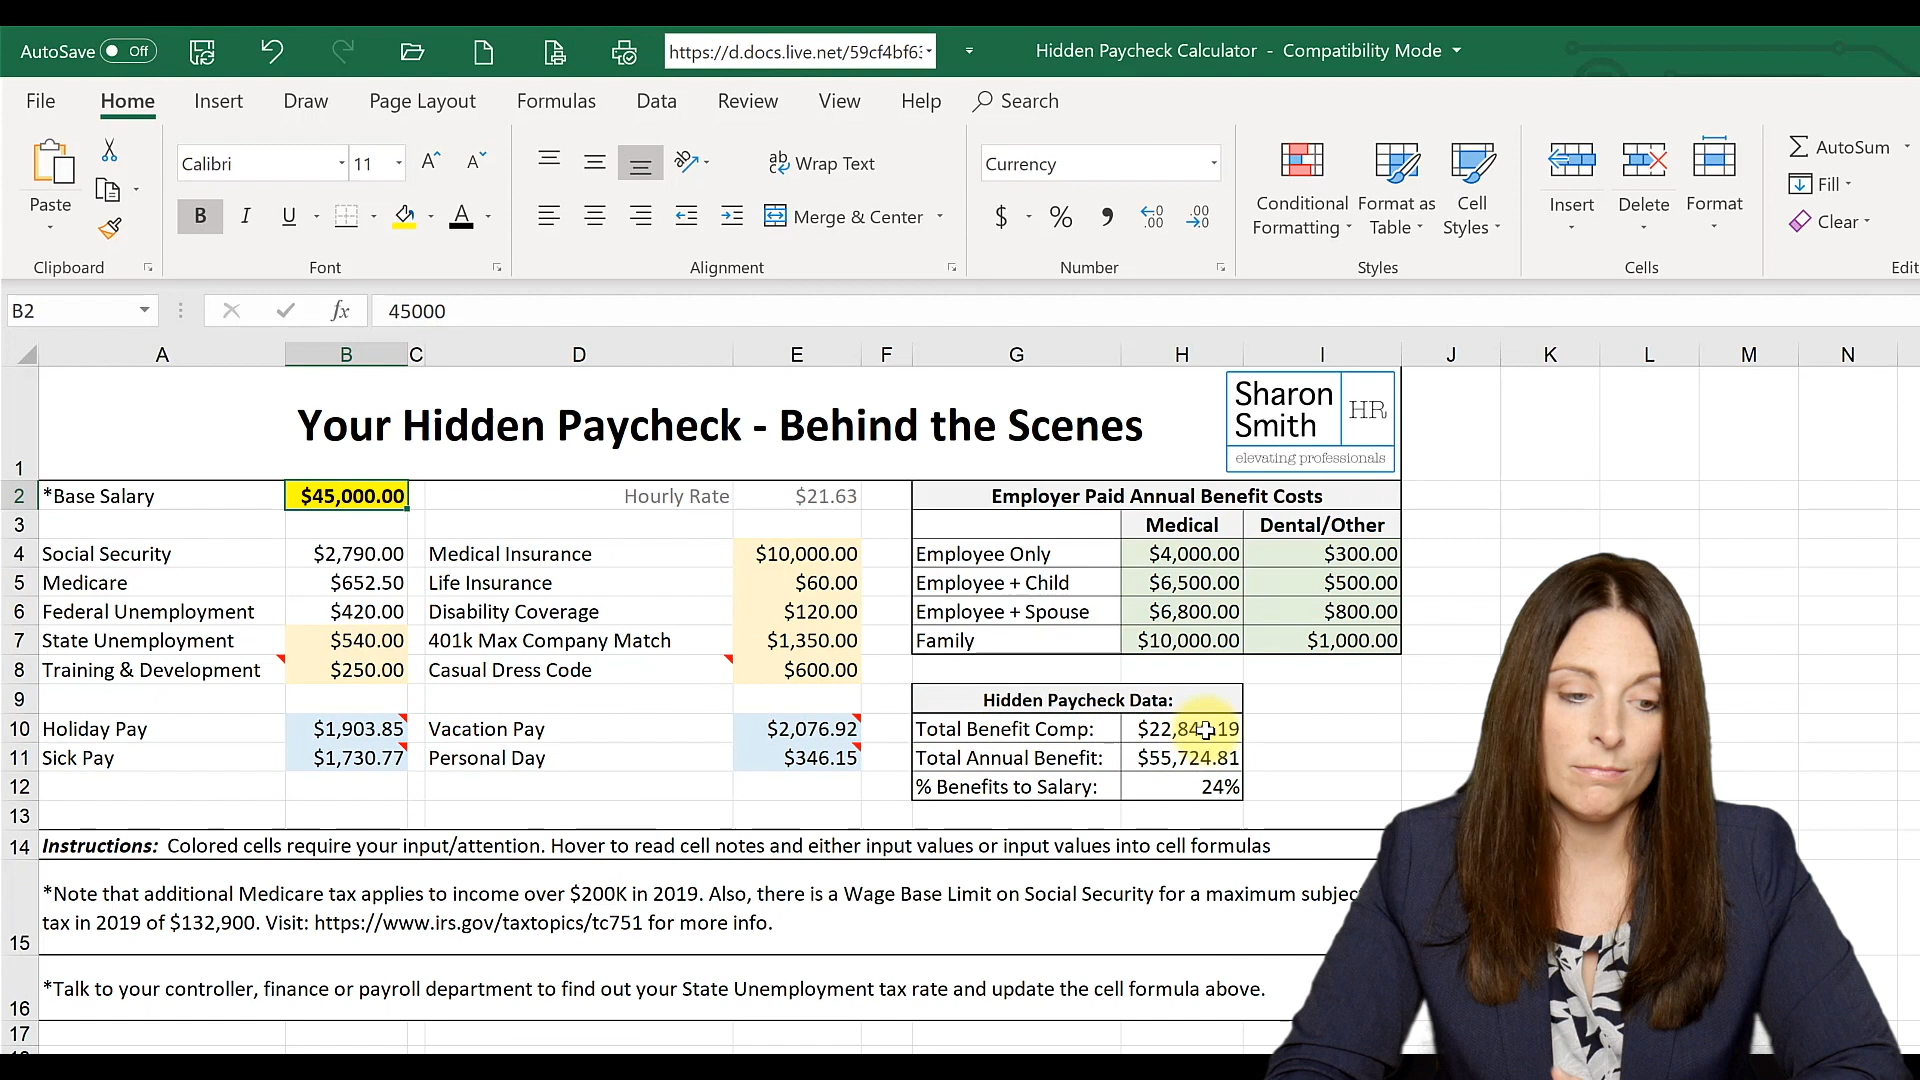 AutoSave Off https://d.docs.live.net/59cf4bf63 Hidden Paycheck Calculator - Compatibility Mode
File Home Insert Draw Page Layout Formulas Data Review View Help Search
Paste Calibri 11 A A ab Wrap Text Currency Conditional Formatting Format as Table Cell Styles Insert Delete Format AutoSum
Fill
B I U A Merge & Center $ % , Clear
Clipboard Font Alignment Number Styles Cells Edit
B2 fx 45000
A B C D E F G H I J K L M N
1 Your Hidden Paycheck - Behind the Scenes Sharon Smith HR elevating professionals
2 *Base Salary $45,000.00 Hourly Rate $21.63 Employer Paid Annual Benefit Costs
3 Medical Dental/Other
4 Social Security $2,790.00 Medical Insurance $10,000.00 Employee Only $4,000.00 $300.00
5 Medicare $652.50 Life Insurance $60.00 Employee + Child $6,500.00 $500.00
6 Federal Unemployment $420.00 Disability Coverage $120.00 Employee + Spouse $6,800.00 $800.00
7 State Unemployment $540.00 401k Max Company Match $1,350.00 Family $10,000.00 $1,000.00
8 Training & Development $250.00 Casual Dress Code $600.00
9 Hidden Paycheck Data:
10 Holiday Pay $1,903.85 Vacation Pay $2,076.92 Total Benefit Comp:
11 Sick Pay $1,730.77 Personal Day $346.15 Total Annual Benefit: $55,724.81
12 % Benefits to Salary: 24%
13
14 Instructions: Colored cells require your input/attention. Hover to read cell notes and either input values or input values into cell formulas
*Note that additional Medicare tax applies to income over $200K in 2019. Also, there is a Wage Base Limit on Social Security for a maximum
15 tax in 2019 of $132,900. Visit: https://www.irs.gov/taxtopics/tc751 for more info.
16 *Talk to your controller, finance or payroll department to find out your State Unemployment tax rate and update the cell formula above.
17